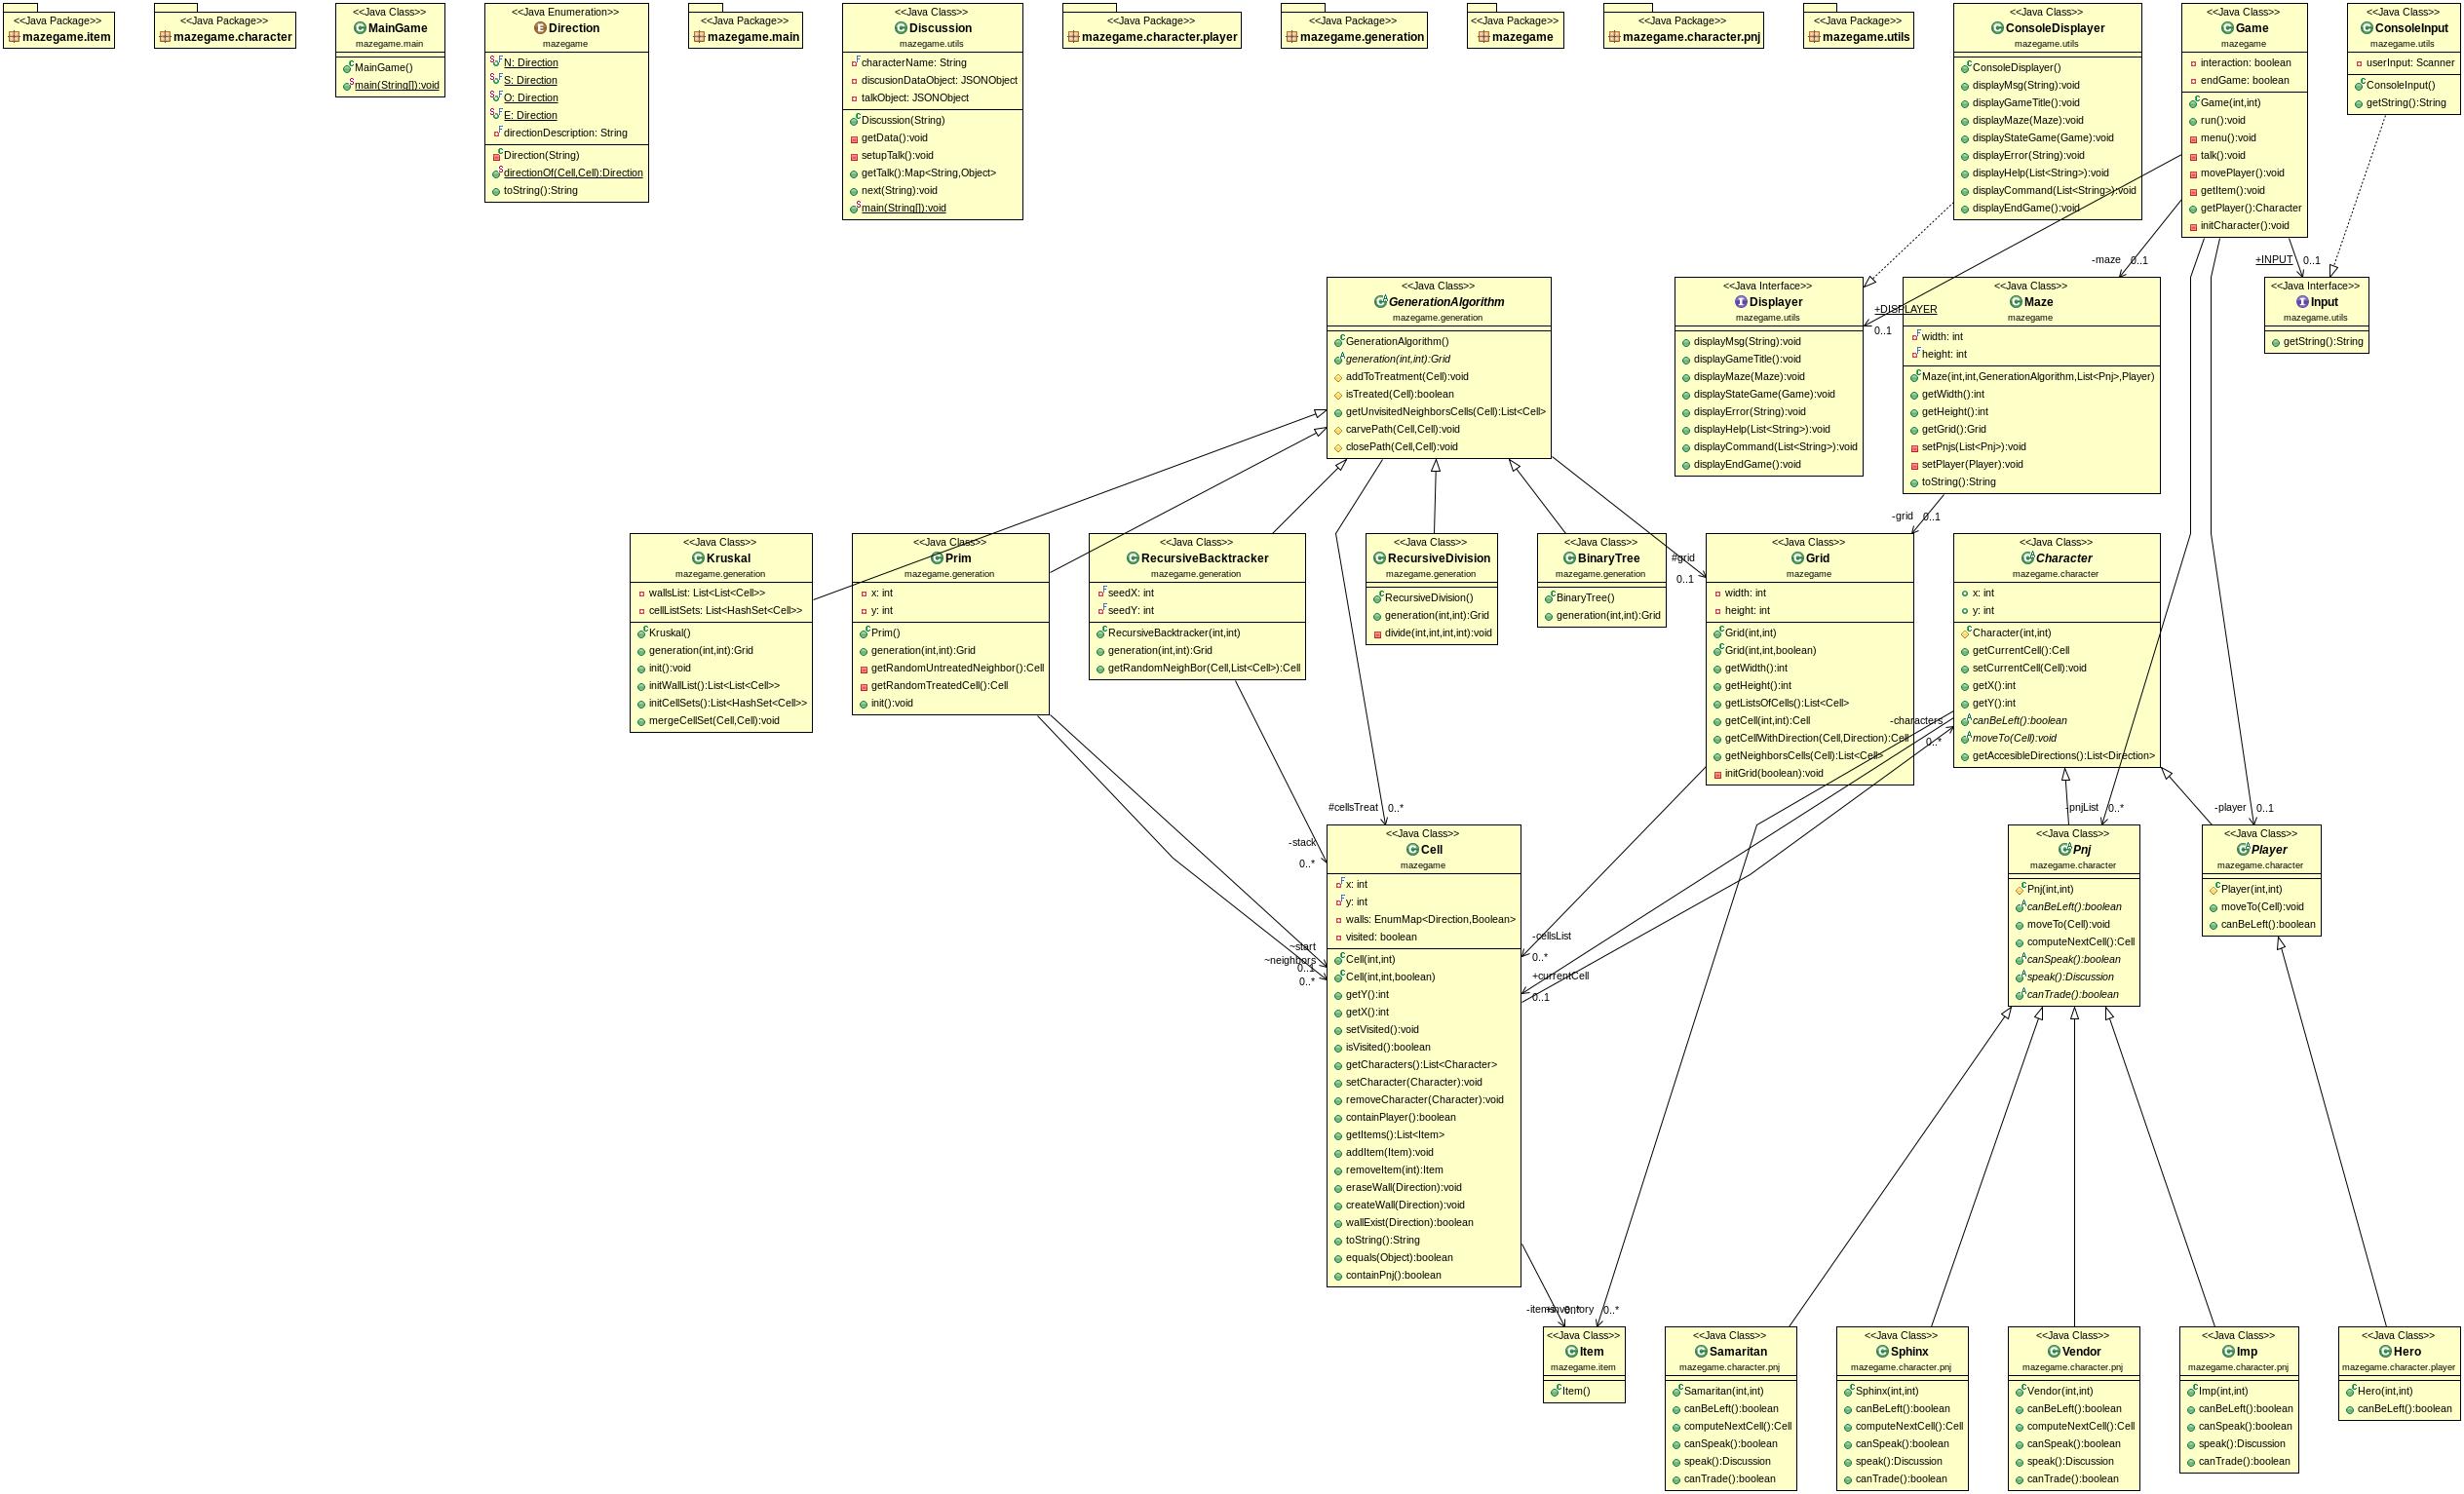 <<Java Package>>
mazegame.item
<<Java Package>>
mazegame.character
<<Java Class>>
MainGame
mazegame.main
MainGame()
main(String[]):void
<<Java Enumeration>>
Direction
mazegame
N: Direction
S: Direction
O: Direction
E: Direction
directionDescription: String
Direction(String)
directionOf(Cell,Cell):Direction
toString():String
<<Java Package>>
mazegame.main
<<Java Class>>
Discussion
mazegame.utils
characterName: String
discusionDataObject: JSONObject
talkObject: JSONObject
Discussion(String)
getData():void
setupTalk():void
getTalk():Map<String,Object>
next(String):void
main(String[]):void
<<Java Package>>
mazegame.character.player
<<Java Package>>
mazegame.generation
<<Java Package>>
mazegame
<<Java Package>>
mazegame.character.pnj
<<Java Package>>
mazegame.utils
<<Java Class>>
ConsoleDisplayer
mazegame.utils
ConsoleDisplayer()
displayMsg(String):void
displayGameTitle():void
displayMaze(Maze):void
displayStateGame(Game):void
displayError(String):void
displayHelp(List<String>):void
displayCommand(List<String>):void
displayEndGame():void
<<Java Class>>
Game
mazegame
interaction: boolean
endGame: boolean
Game(int,int)
run():void
menu():void
talk():void
movePlayer():void
getItem():void
getPlayer():Character
initCharacter():void
<<Java Class>>
ConsoleInput
mazegame.utils
userInput: Scanner
ConsoleInput()
getString():String
-maze
0..1
+INPUT
0..1
+DISPLAYER
0..1
<<Java Class>>
GenerationAlgorithm
mazegame.generation
GenerationAlgorithm()
generation(int,int):Grid
addToTreatment(Cell):void
isTreated(Cell):boolean
getUnvisitedNeighborsCells(Cell):List<Cell>
carvePath(Cell,Cell):void
closePath(Cell,Cell):void
<<Java Interface>>
Displayer
mazegame.utils
displayMsg(String):void
displayGameTitle():void
displayMaze(Maze):void
displayStateGame(Game):void
displayError(String):void
displayHelp(List<String>):void
displayCommand(List<String>):void
displayEndGame():void
<<Java Class>>
Maze
mazegame
width: int
height: int
Maze(int,int,GenerationAlgorithm,List<Pnj>,Player)
getWidth():int
getHeight():int
getGrid():Grid
setPnjs(List<Pnj>):void
setPlayer(Player):void
toString():String
<<Java Interface>>
Input
mazegame.utils
getString():String
-grid
0..1
#grid
0..1
<<Java Class>>
Kruskal
mazegame.generation
wallsList: List<List<Cell>>
cellListSets: List<HashSet<Cell>>
Kruskal()
generation(int,int):Grid
init():void
initWallList():List<List<Cell>>
initCellSets():List<HashSet<Cell>>
mergeCellSet(Cell,Cell):void
<<Java Class>>
Prim
mazegame.generation
x: int
y: int
Prim()
generation(int,int):Grid
getRandomUntreatedNeighbor():Cell
getRandomTreatedCell():Cell
init():void
<<Java Class>>
RecursiveBacktracker
mazegame.generation
seedX: int
seedY: int
RecursiveBacktracker(int,int)
generation(int,int):Grid
getRandomNeighBor(Cell,List<Cell>):Cell
<<Java Class>>
RecursiveDivision
mazegame.generation
RecursiveDivision()
generation(int,int):Grid
divide(int,int,int,int):void
<<Java Class>>
BinaryTree
mazegame.generation
BinaryTree()
generation(int,int):Grid
<<Java Class>>
Grid
mazegame
width: int
height: int
Grid(int,int)
Grid(int,int,boolean)
getWidth():int
getHeight():int
getListsOfCells():List<Cell>
getCell(int,int):Cell
getCellWithDirection(Cell,Direction):Cell
getNeighborsCells(Cell):List<Cell>
initGrid(boolean):void
<<Java Class>>
Character
mazegame.character
x: int
y: int
Character(int,int)
getCurrentCell():Cell
setCurrentCell(Cell):void
getX():int
getY():int
canBeLeft():boolean
moveTo(Cell):void
getAccesibleDirections():List<Direction>
-characters
0..*
#cellsTreat
0..*
-stack
0..*
~start
0..1
~neighbors
0..*
-cellsList
0..*
+currentCell
0..1
-pnjList
0..*
-player
0..1
<<Java Class>>
Cell
mazegame
x: int
y: int
walls: EnumMap<Direction,Boolean>
visited: boolean
Cell(int,int)
Cell(int,int,boolean)
getY():int
getX():int
setVisited():void
isVisited():boolean
getCharacters():List<Character>
setCharacter(Character):void
removeCharacter(Character):void
containPlayer():boolean
getItems():List<Item>
addItem(Item):void
removeItem(int):Item
eraseWall(Direction):void
createWall(Direction):void
wallExist(Direction):boolean
toString():String
equals(Object):boolean
containPnj():boolean
<<Java Class>>
Pnj
mazegame.character
Pnj(int,int)
canBeLeft():boolean
moveTo(Cell):void
computeNextCell():Cell
canSpeak():boolean
speak():Discussion
canTrade():boolean
<<Java Class>>
Player
mazegame.character
Player(int,int)
moveTo(Cell):void
canBeLeft():boolean
-items
0..*
0..*
<<Java Class>>
Item
mazegame.item
Item()
<<Java Class>>
Samaritan
mazegame.character.pnj
Samaritan(int,int)
canBeLeft():boolean
computeNextCell():Cell
canSpeak():boolean
speak():Discussion
canTrade():boolean
<<Java Class>>
Sphinx
mazegame.character.pnj
Sphinx(int,int)
canBeLeft():boolean
computeNextCell():Cell
canSpeak():boolean
speak():Discussion
canTrade():boolean
<<Java Class>>
Vendor
mazegame.character.pnj
Vendor(int,int)
canBeLeft():boolean
computeNextCell():Cell
canSpeak():boolean
speak():Discussion
canTrade():boolean
<<Java Class>>
Imp
mazegame.character.pnj
Imp(int,int)
canBeLeft():boolean
canSpeak():boolean
speak():Discussion
canTrade():boolean
<<Java Class>>
Hero
mazegame.character.player
Hero(int,int)
canBeLeft():boolean